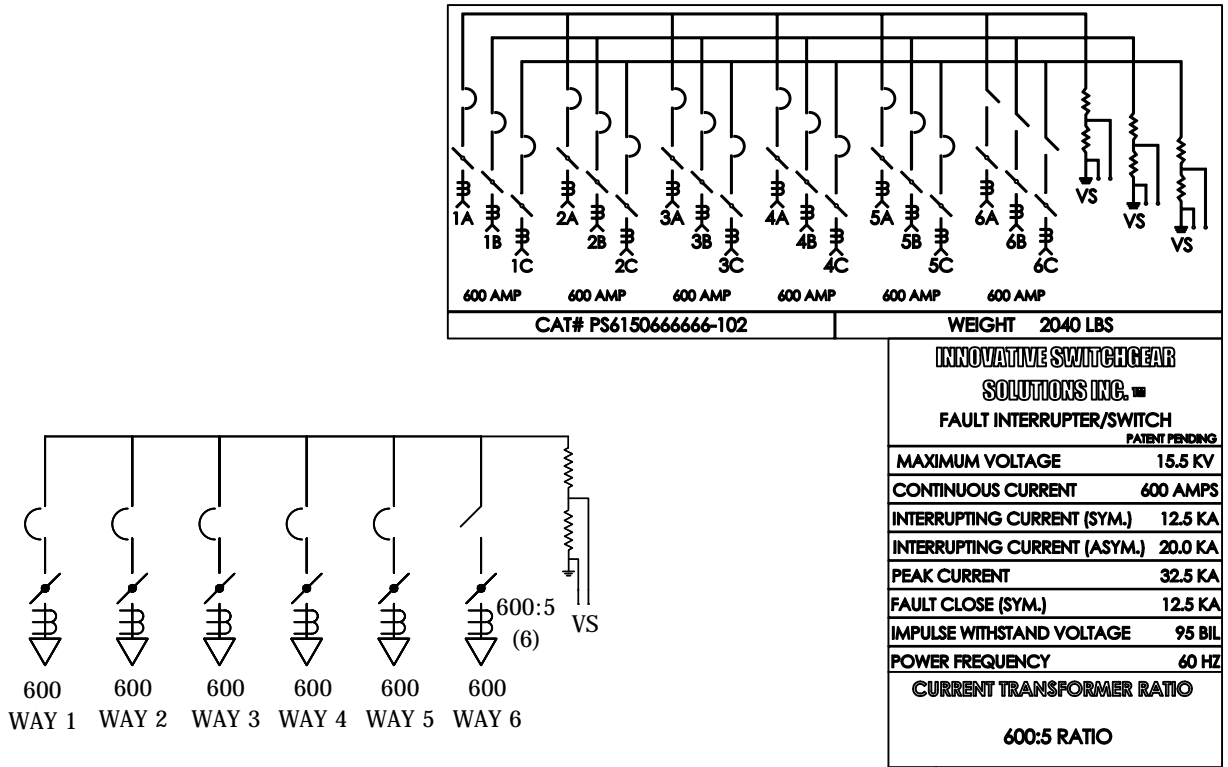 1A 2A 3A 4A 5A 6A VS
1B 2B 3B 4B 5B 6B VS
1C 2C 3C 4C 5C 6C VS
600 AMP 600 AMP 600 AMP 600 AMP 600 AMP 600 AMP
CAT# PS6150666666-102 WEIGHT 2040 LBS
INNOVATIVE SWITCHGEAR
SOLUTIONS INC. TM
FAULT INTERRUPTER/SWITCH
PATENT PENDING
MAXIMUM VOLTAGE 15.5 KV
CONTINUOUS CURRENT 600 AMPS
INTERRUPTING CURRENT (SYM.) 12.5 KA
INTERRUPTING CURRENT (ASYM.) 20.0 KA
PEAK CURRENT 32.5 KA
FAULT CLOSE (SYM.) 12.5 KA
IMPULSE WITHSTAND VOLTAGE 95 BIL
POWER FREQUENCY 60 HZ
CURRENT TRANSFORMER RATIO
600:5 RATIO
600:5
(6)
VS
600 600 600 600 600 600
WAY 1 WAY 2 WAY 3 WAY 4 WAY 5 WAY 6